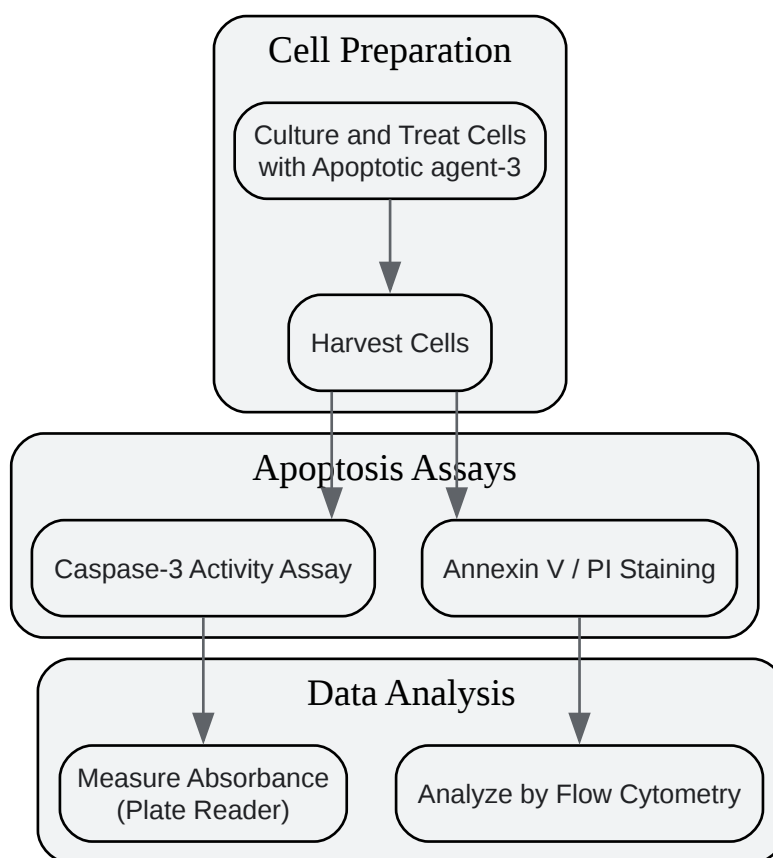 Cell Preparation
Culture and Treat Cells
with Apoptotic agent-3
Harvest Cells
Apoptosis Assays
Caspase-3 Activity Assay
Annexin V / PI Staining
Data Analysis
Measure Absorbance
(Plate Reader)
Analyze by Flow Cytometry